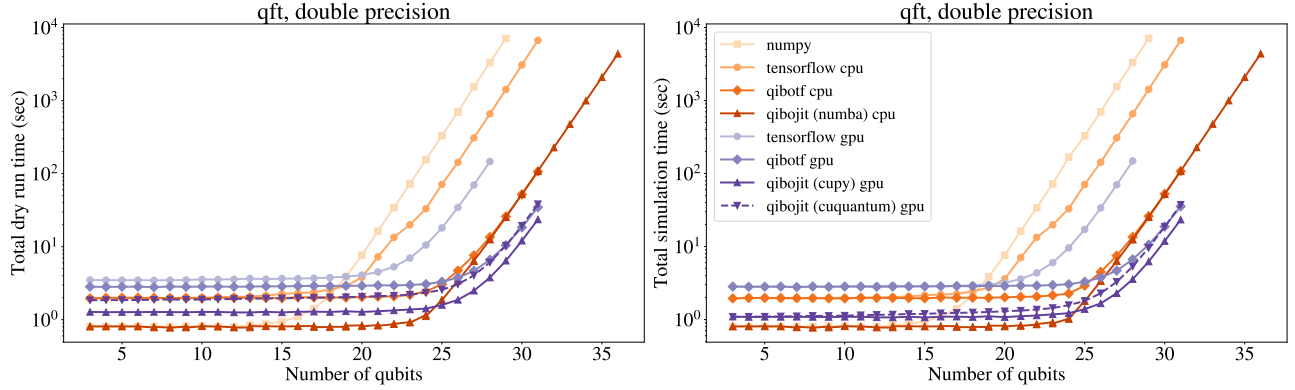 qft, double precision
Total dry run time (sec)
10^4
10^3
10^2
10^1
10^0
5 10 15 20 25 30 35
Number of qubits
qft, double precision
Total simulation time (sec)
10^4
10^3
10^2
10^1
10^0
numpy
tensorflow cpu
qibotf cpu
qibojit (numba) cpu
tensorflow gpu
qibotf gpu
qibojit (cupy) gpu
qibojit (cuquantum) gpu
5 10 15 20 25 30 35
Number of qubits